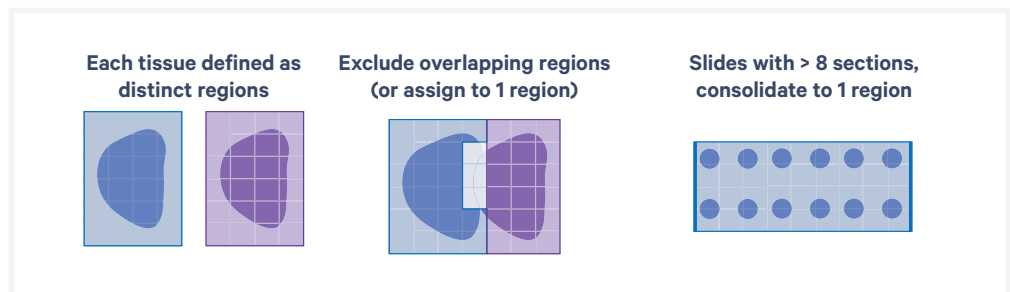 Each tissue defined as
distinct regions
Exclude overlapping regions
(or assign to 1 region)
Slides with > 8 sections,
consolidate to 1 region